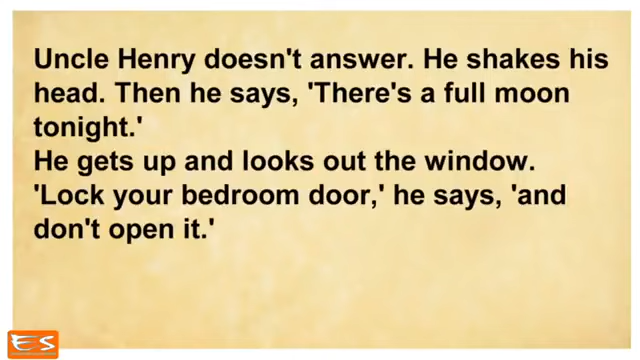 Uncle Henry doesn't answer. He shakes his
head. Then he says, 'There's a full moon
tonight.'
He gets up and looks out the window.
'Lock your bedroom door,' he says, 'and
don't open it.'
ES